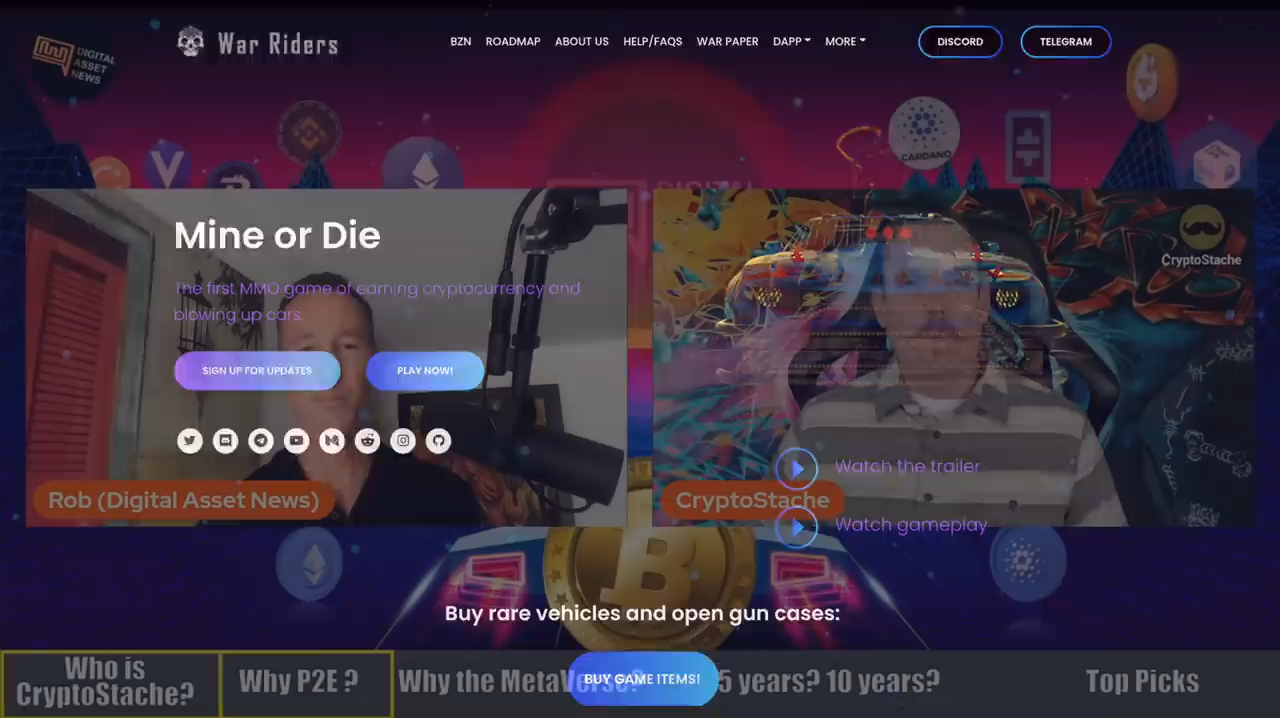 DIGITAL
ASSET
NEWS
War Riders
BZN
ROADMAP
ABOUT US
HELP/FAQS
WAR PAPER
DAPP
MORE
DISCORD
TELEGRAM
CARDANO
DIGITAL
Mine or Die
The first MMO game of earning cryptocurrency and
blowing up cars.
SIGN UP FOR UPDATES
PLAY NOW!
CryptoStache
Watch the trailer
Watch gameplay
Rob (Digital Asset News)
CryptoStache
Buy rare vehicles and open gun cases:
BUY GAME ITEMS!
Who is
CryptoStache?
Why P2E ?
Why the MetaVerse?
5 years? 10 years?
Top Picks